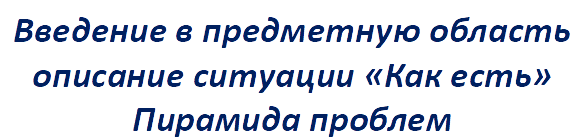 Введение в предметную область
описание ситуации «Как есть»
Пирамида проблем